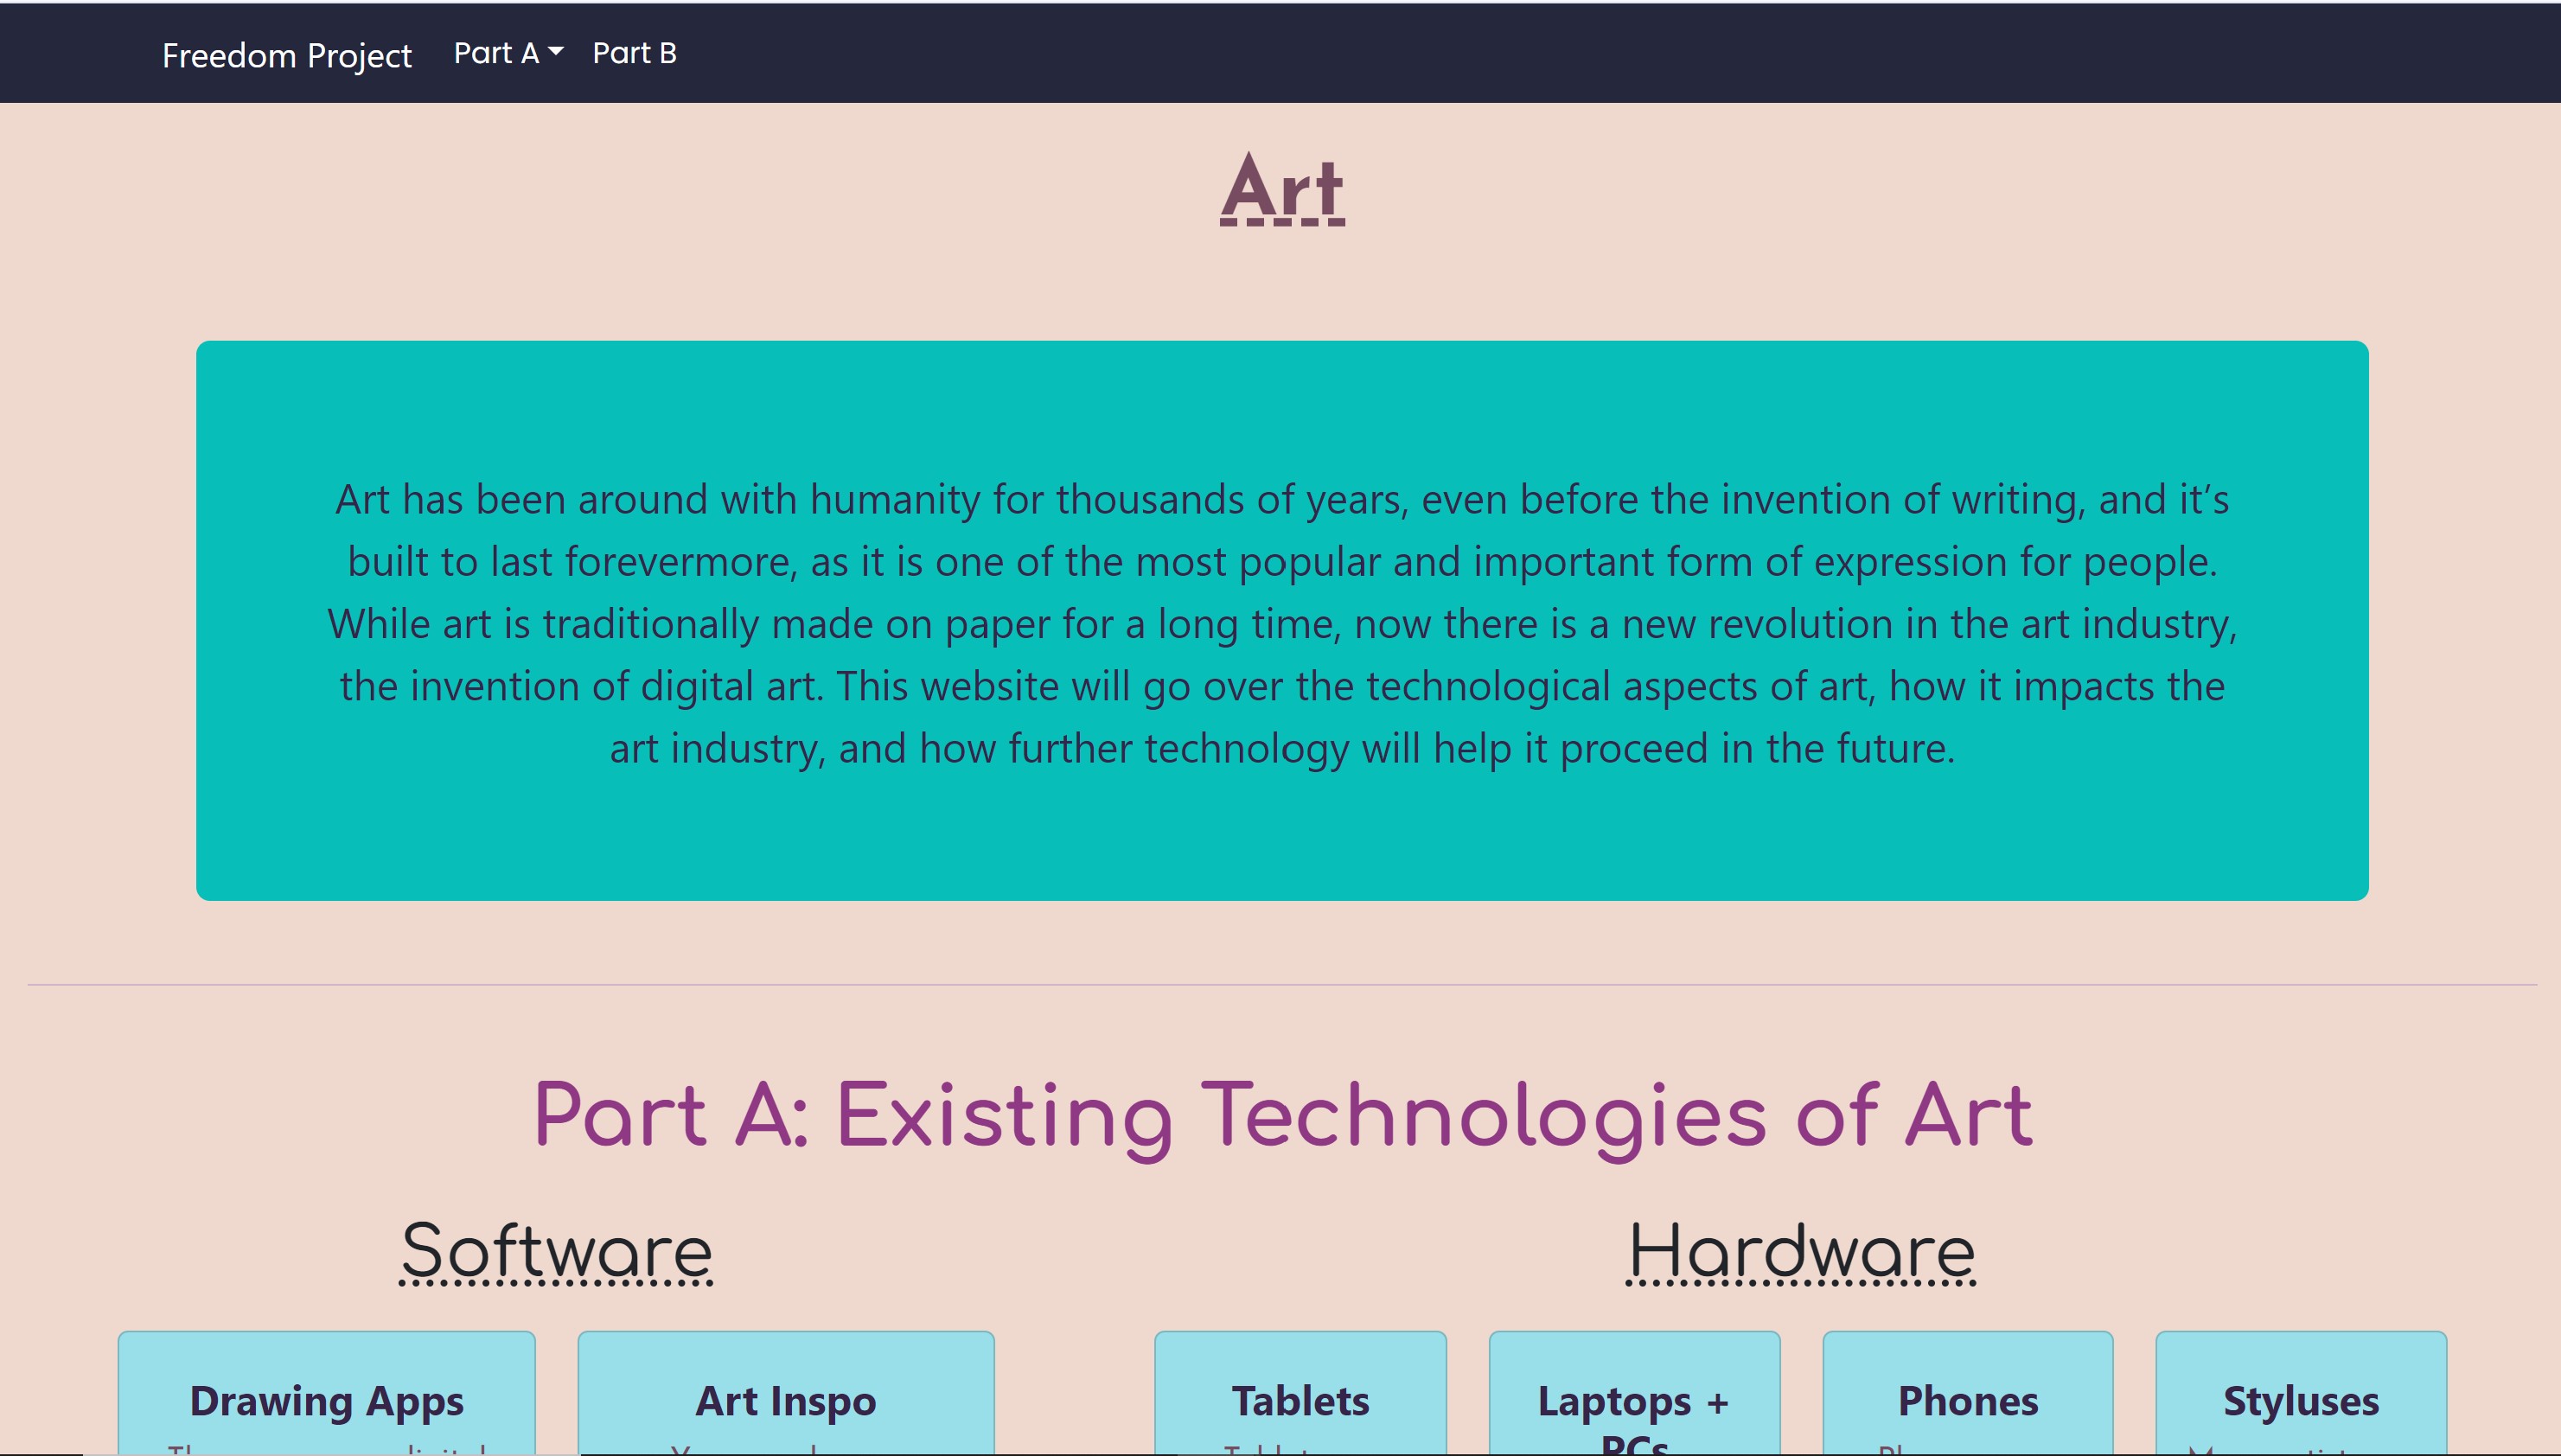 Freedom Project Part A Part B
Art
Art has been around with humanity for thousands of years, even before the invention of writing, and it’s
built to last forevermore, as it is one of the most popular and important form of expression for people.
While art is traditionally made on paper for a long time, now there is a new revolution in the art industry,
the invention of digital art. This website will go over the technological aspects of art, how it impacts the
art industry, and how further technology will help it proceed in the future.
Part A: Existing Technologies of Art
Software
Drawing Apps
Art Inspo
Hardware
Tablets
Laptops +
PCs
Phones
Styluses